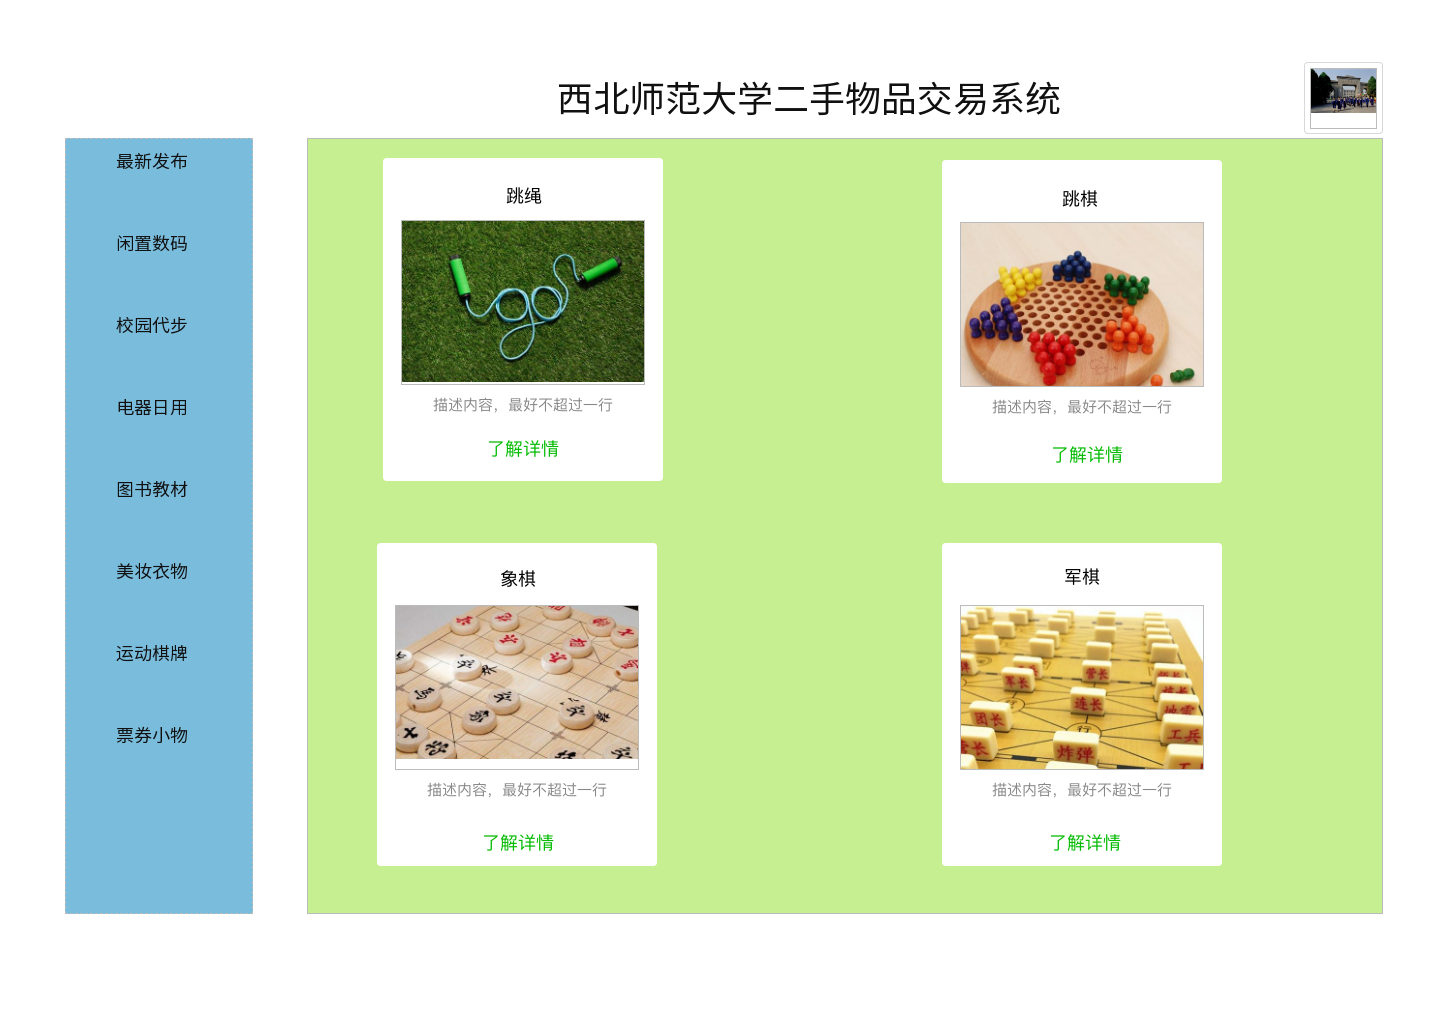 西北师范大学二手物品交易系统
最新发布
闲置数码
校园代步
电器日用
图书教材
美妆衣物
运动棋牌
票券小物
跳绳
描述内容，最好不超过一行
了解详情
跳棋
描述内容，最好不超过一行
了解详情
象棋
描述内容，最好不超过一行
了解详情
军棋
军长
营长
连长
团长
地雷
工兵
行
炸弹
描述内容，最好不超过一行
了解详情